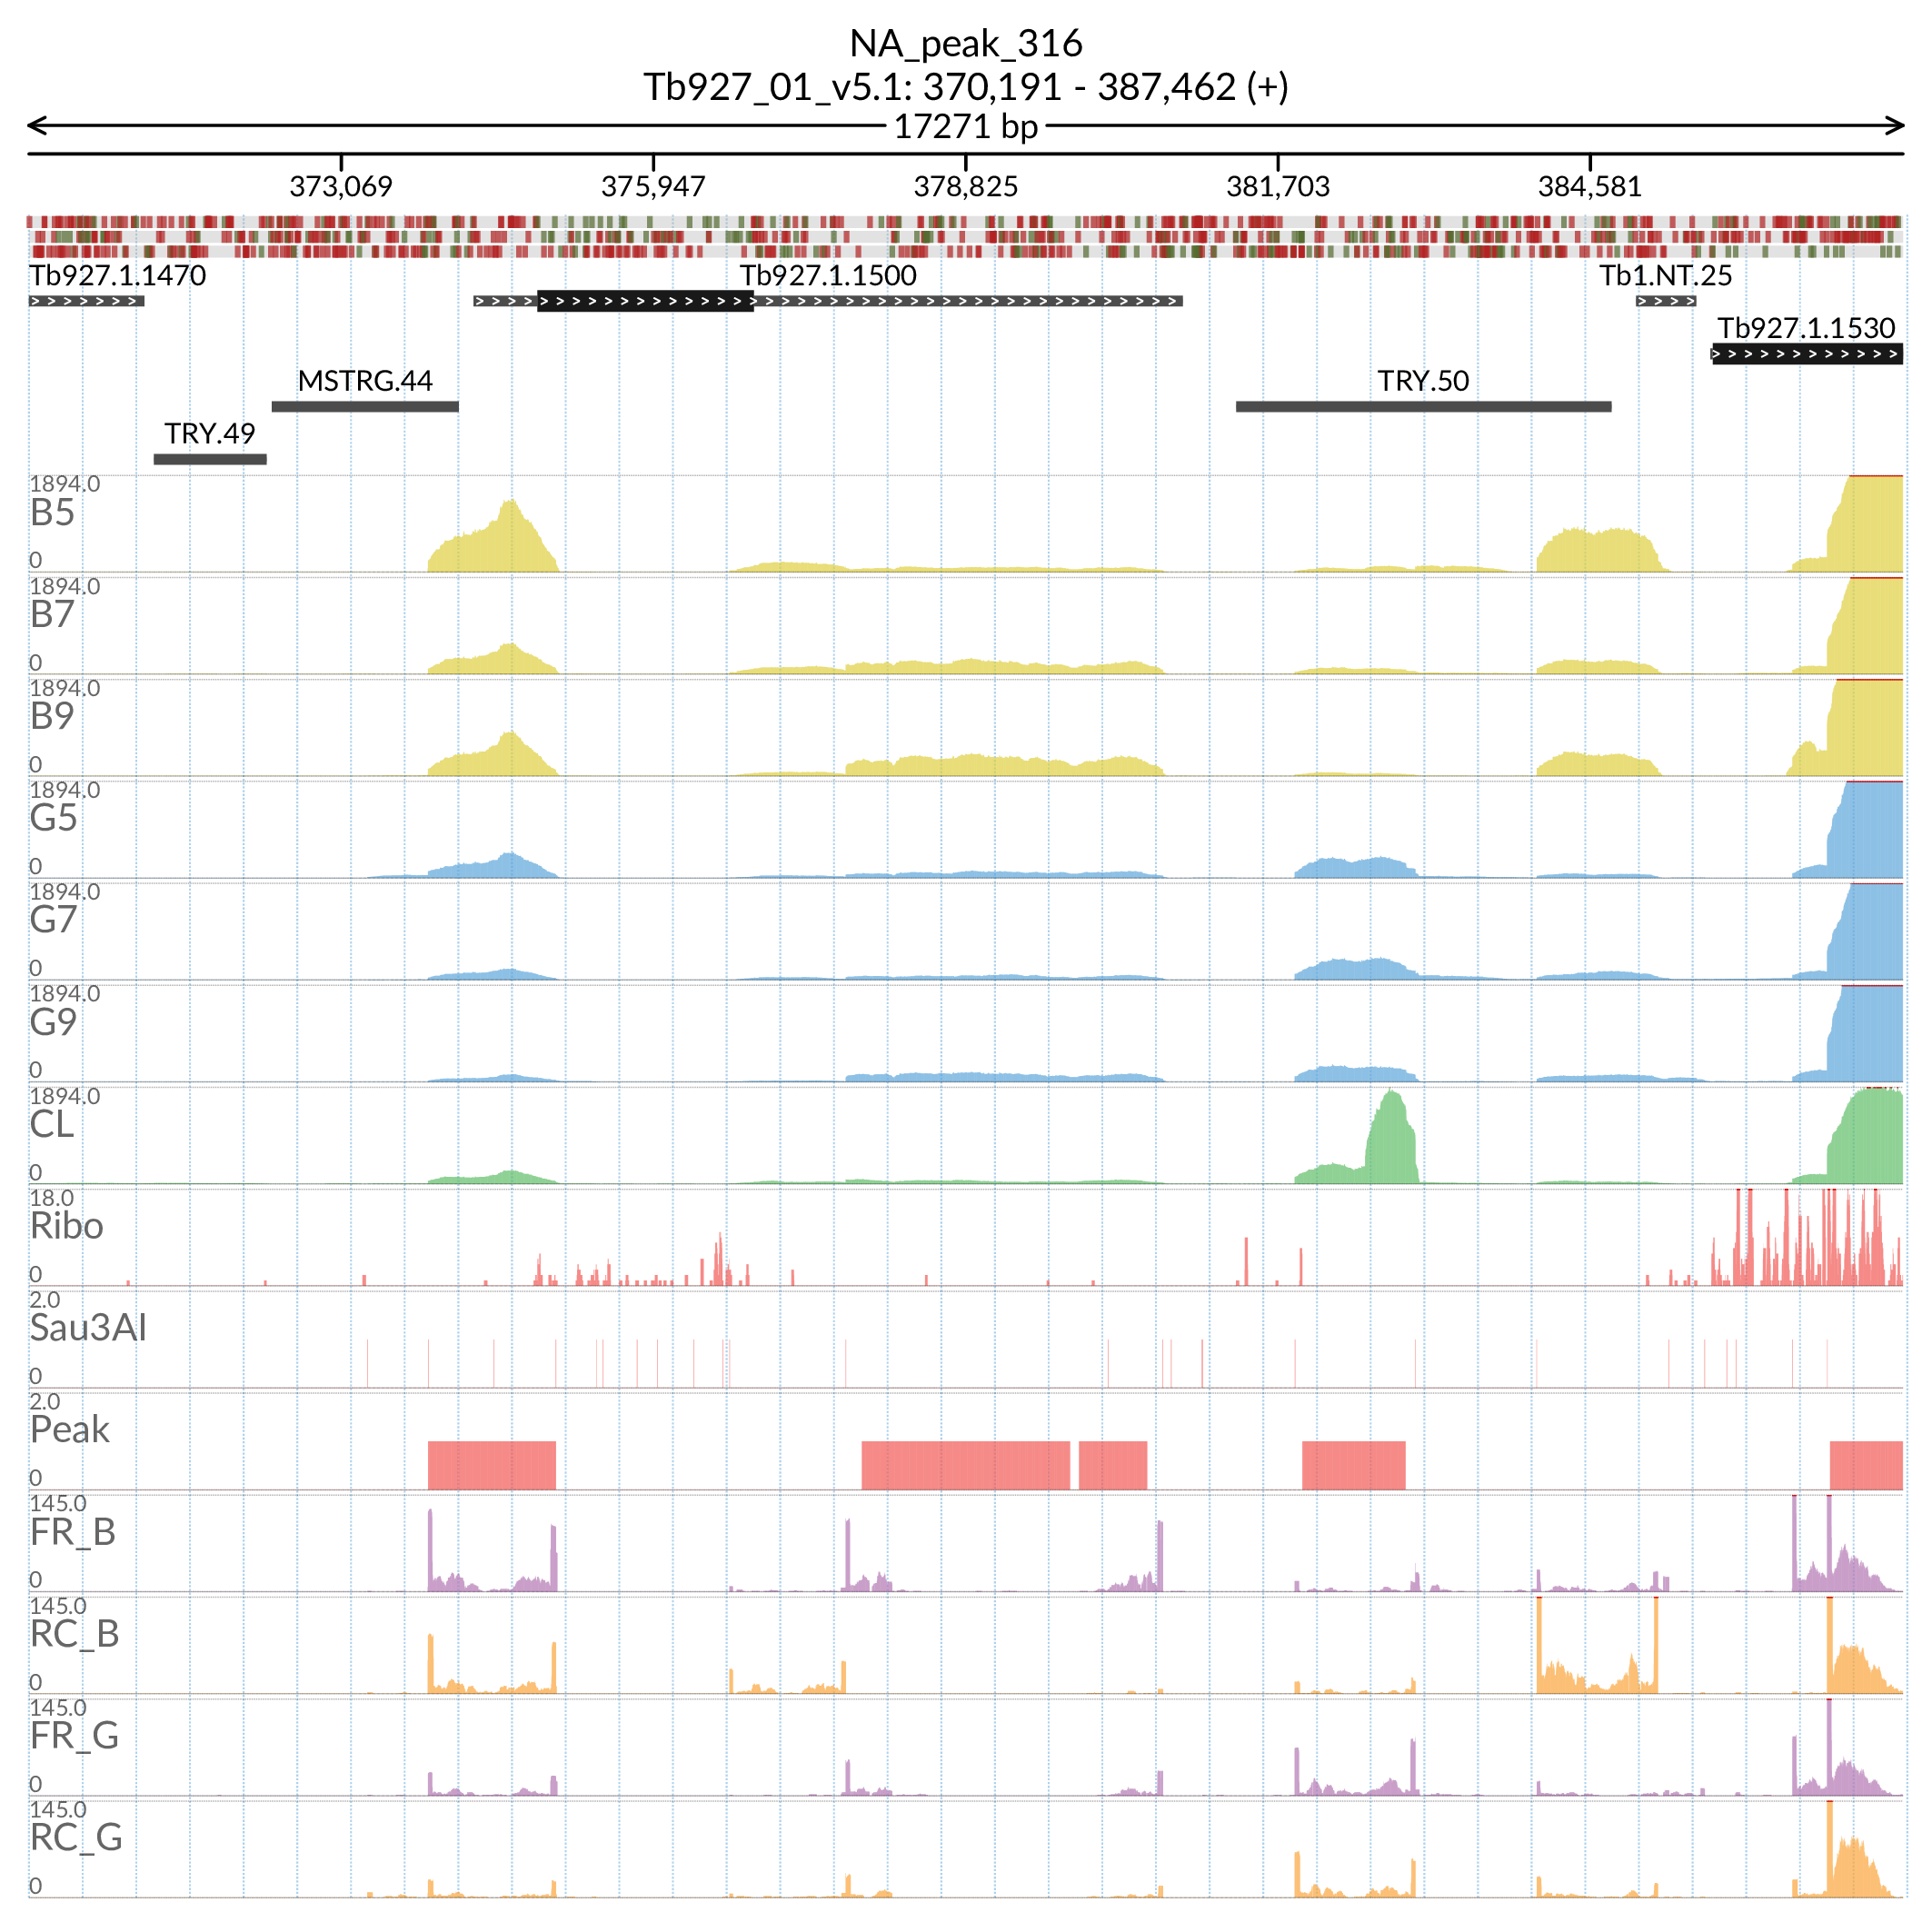 NA_peak_316
Tb927_01_v5.1: 370,191 - 387,462 (+)
17271 bp
373,069 375,947 378,825 381,703 384,581
Tb927.1.1470 Tb927.1.1500 Tb1.NT.25
Tb927.1.1530
MSTRG.44 TRY.50
TRY.49
1894.0
B5
0
1894.0
B7
0
1894.0
B9
0
1894.0
G5
0
1894.0
G7
0
1894.0
G9
0
1894.0
CL
0
18.0
Ribo
0
2.0
Sau3AI
0
2.0
Peak
0
145.0
FR_B
0
145.0
RC_B
0
145.0
FR_G
0
145.0
RC_G
0